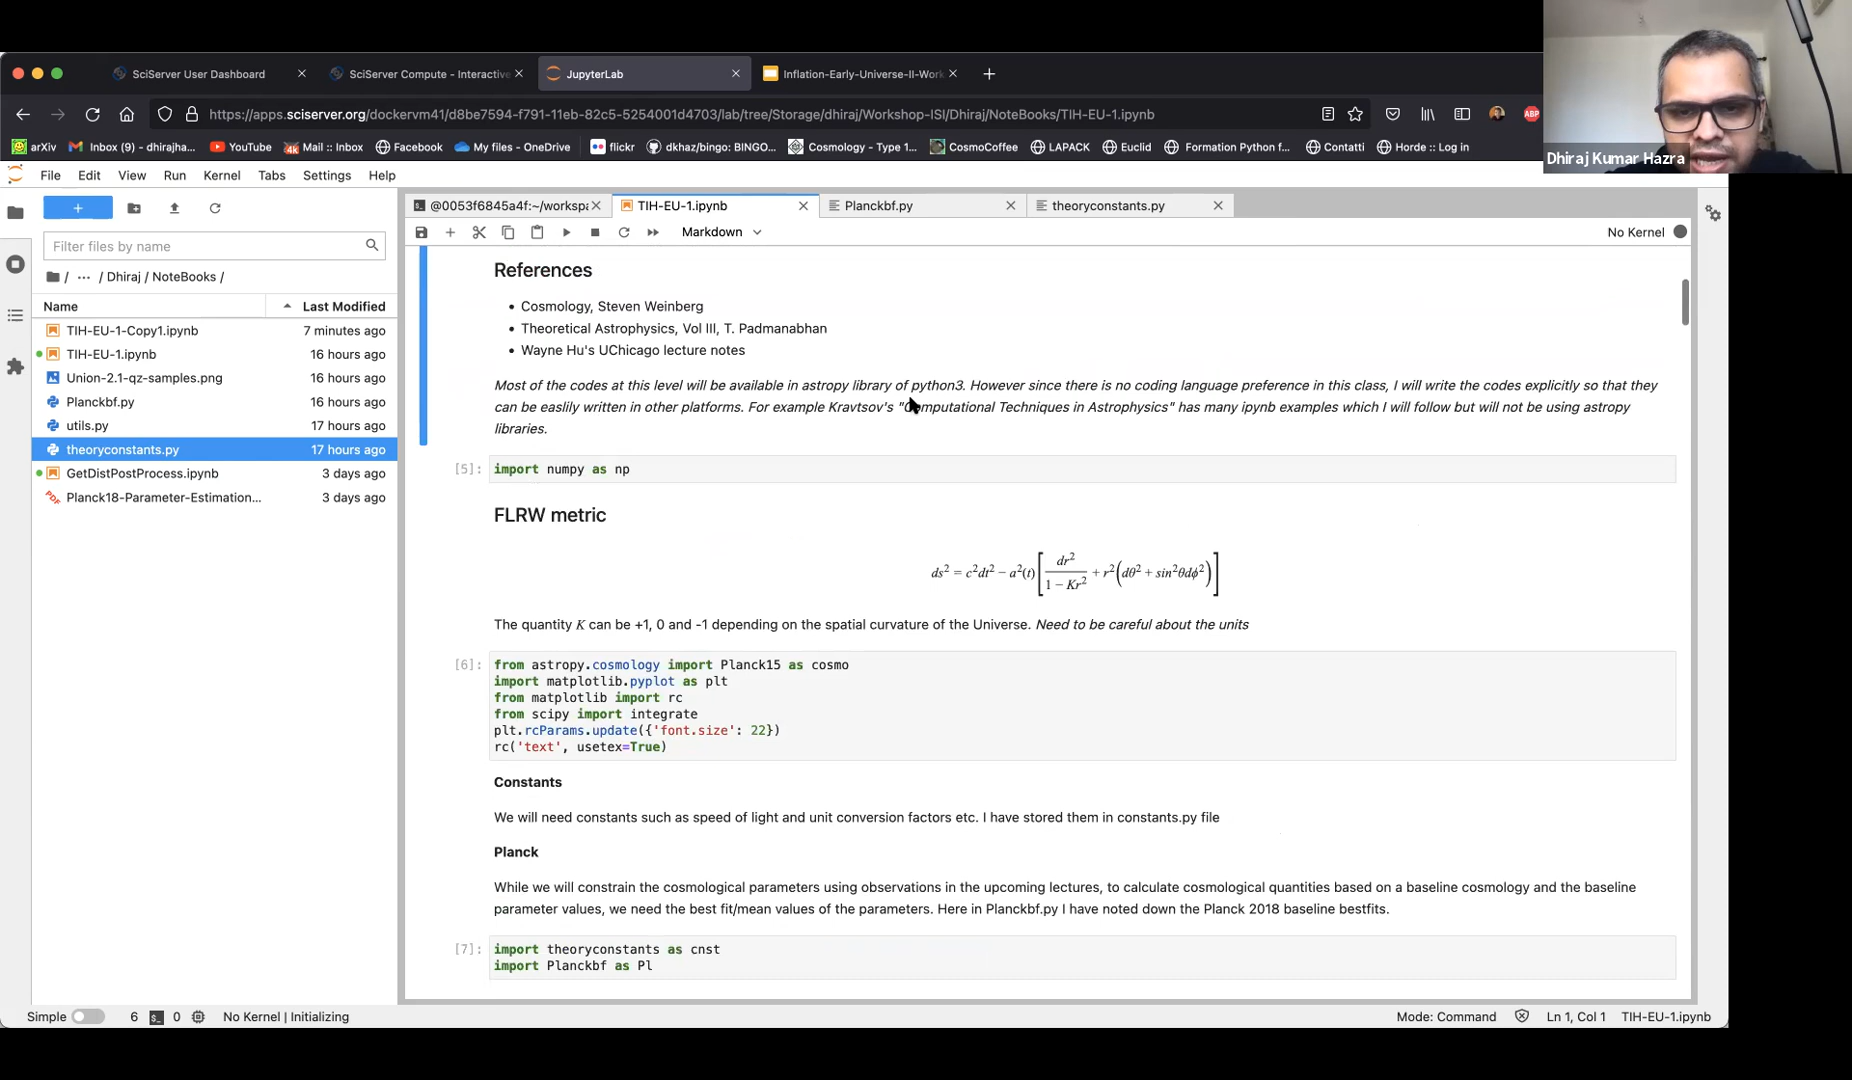 SciServer User Dashboard
SciServer Compute - Interactive
JupyterLab
Inflation-Early-Universe-II-Work
https://apps.sciserver.org/dockervm41/d8be7594-f791-11eb-82c5-5254001d4703/lab/tree/Storage/dhiraj/Workshop-ISI/Dhiraj/NoteBooks/TIH-EU-1.ipynb
ABP
arXiv
Inbox (9) - dhirajha...
YouTube
Mail :: Inbox
Facebook
My files - OneDrive
flickr
dkhaz/bingo: BINGO...
Cosmology - Type 1...
CosmoCoffee
LAPACK
Euclid
Formation Python f...
Contatti
Horde :: Log in
Dhiraj Kumar Hazra
File Edit View Run Kernel Tabs Settings Help
@0053f6845a4f:~/workspa
TIH-EU-1.ipynb
Planckbf.py
theoryconstants.py
Markdown
No Kernel
Filter files by name
/ ··· / Dhiraj / NoteBooks /
Name Last Modified
TIH-EU-1-Copy1.ipynb 7 minutes ago
TIH-EU-1.ipynb 16 hours ago
Union-2.1-qz-samples.png 16 hours ago
Planckbf.py 16 hours ago
utils.py 17 hours ago
theoryconstants.py 17 hours ago
GetDistPostProcess.ipynb 3 days ago
Planck18-Parameter-Estimation... 3 days ago
References
• Cosmology, Steven Weinberg
• Theoretical Astrophysics, Vol III, T. Padmanabhan
• Wayne Hu's UChicago lecture notes
Most of the codes at this level will be available in astropy library of python3. However since there is no coding language preference in this class, I will write the codes explicitly so that they
can be easlily written in other platforms. For example Kravtsov's "Computational Techniques in Astrophysics" has many ipynb examples which I will follow but will not be using astropy
libraries.
[5]: import numpy as np
FLRW metric
ds² = c²dt² − a²(t)[dr²/(1 − Kr²) + r²(dθ² + sin²θdϕ²)]
The quantity K can be +1, 0 and -1 depending on the spatial curvature of the Universe. Need to be careful about the units
[6]: from astropy.cosmology import Planck15 as cosmo
import matplotlib.pyplot as plt
from matplotlib import rc
from scipy import integrate
plt.rcParams.update({'font.size': 22})
rc('text', usetex=True)
Constants
We will need constants such as speed of light and unit conversion factors etc. I have stored them in constants.py file
Planck
While we will constrain the cosmological parameters using observations in the upcoming lectures, to calculate cosmological quantities based on a baseline cosmology and the baseline
parameter values, we need the best fit/mean values of the parameters. Here in Planckbf.py I have noted down the Planck 2018 baseline bestfits.
[7]: import theoryconstants as cnst
import Planckbf as Pl
Simple 6 0 No Kernel | Initializing
Mode: Command Ln 1, Col 1 TIH-EU-1.ipynb